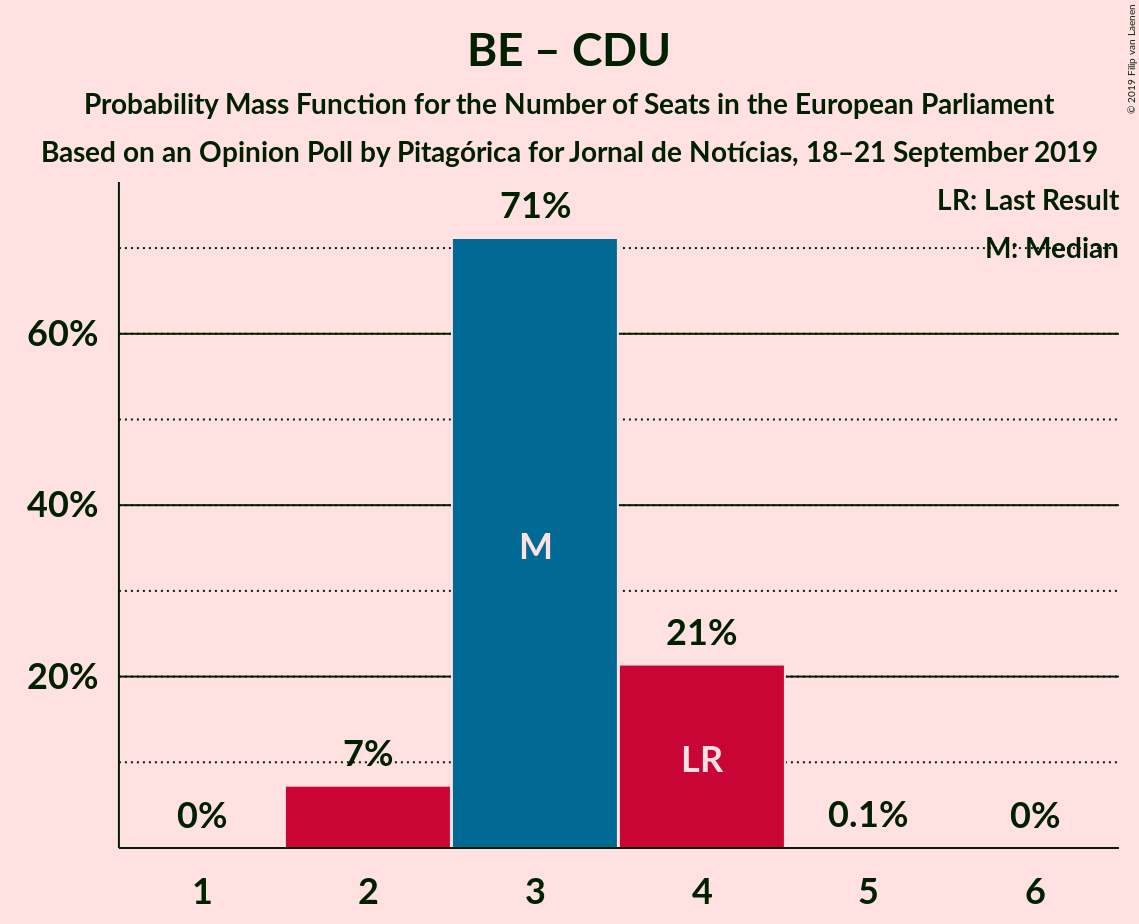 BE – CDU
Probability Mass Function for the Number of Seats in the European Parliament
Based on an Opinion Poll by Pitagórica for Jornal de Notícias, 18–21 September 2019
© 2019 Filip van Laenen
LR: Last Result
M: Median
71%
60%
40%
M
21%
20%
7%
LR
0%
0.1%
0%
1 2 3 4 5 6